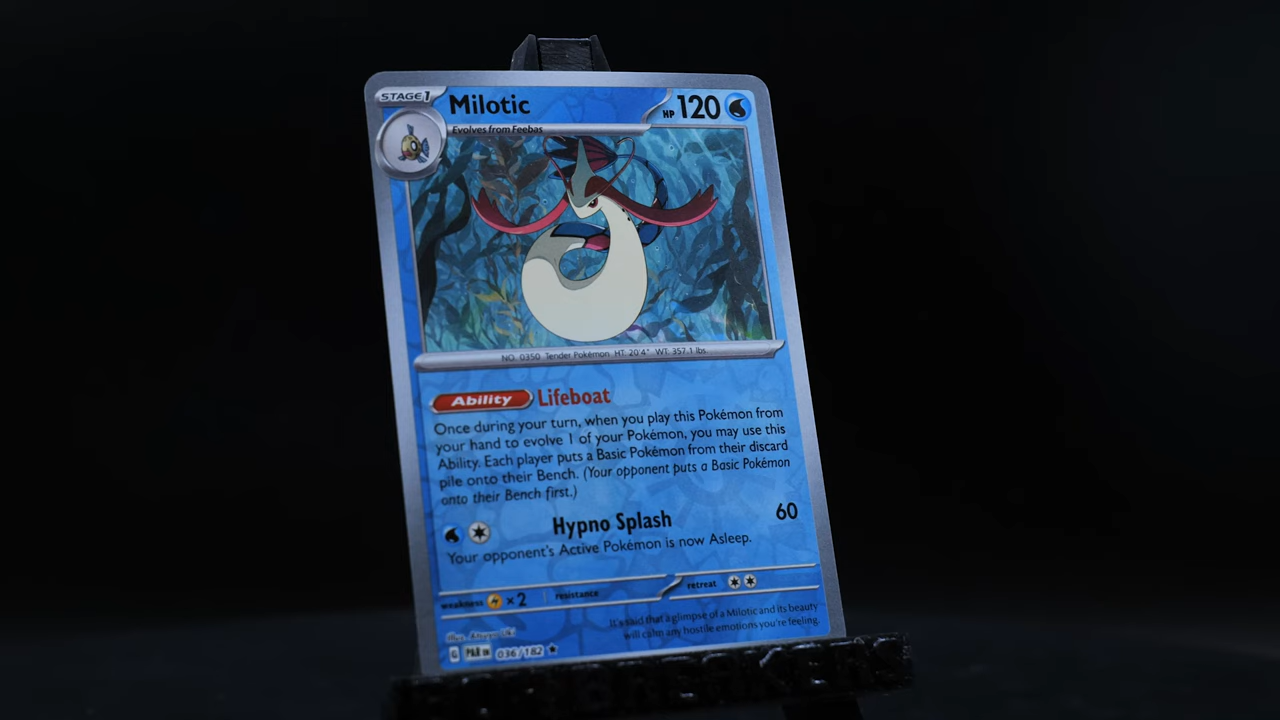 STAGE1
Milotic
HP 120
Evolves from Feebas
NO. 0350 Tender Pokémon HT: 20'4" WT: 357.1 lbs.
Ability Lifeboat
Once during your turn, when you play this Pokémon from
your hand to evolve 1 of your Pokémon, you may use this
Ability. Each player puts a Basic Pokémon from their discard
pile onto their Bench. (Your opponent puts a Basic Pokémon
onto their Bench first.)
Hypno Splash 60
Your opponent's Active Pokémon is now Asleep.
weakness ×2 resistance retreat
It's said that a glimpse of a Milotic and its beauty
will calm any hostile emotions you're feeling.
Illus.
G PAR EN 036/182